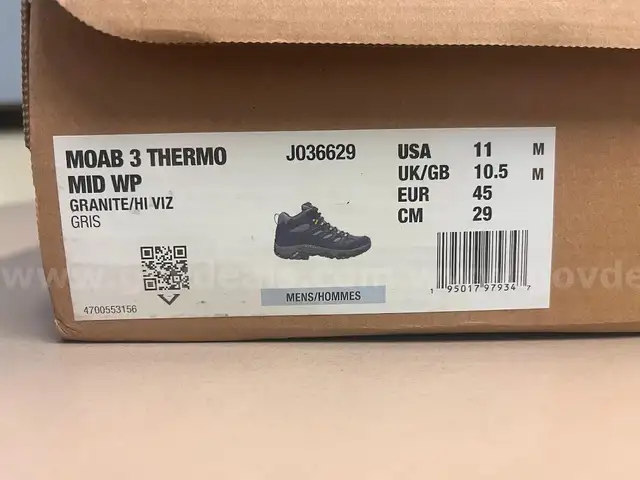 MOAB 3 THERMO
MID WP
GRANITE/HI VIZ
GRIS
4700553156
J036629
MENS/HOMMES
USA 11 M
UK/GB 10.5 M
EUR 45
CM 29
1 95017 97934 7